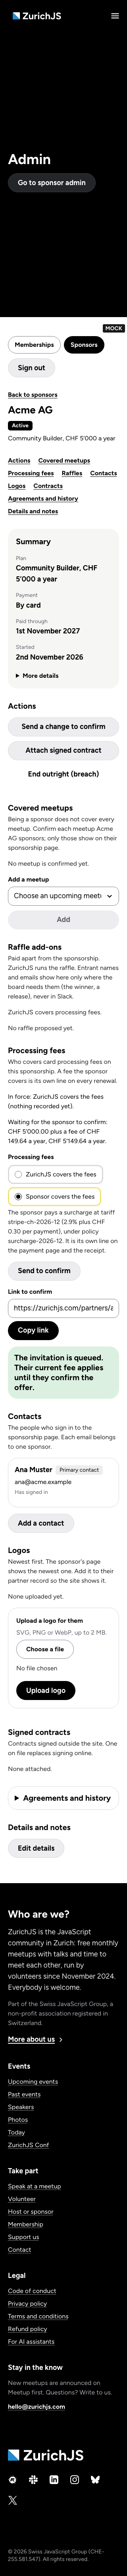 ZurichJS
Admin
Go to sponsor admin
MOCK
Memberships
Sponsors
Sign out
Back to sponsors
Acme AG
Active
Community Builder, CHF 5'000 a year
Actions
Covered meetups
Processing fees
Raffles
Contacts
Logos
Contracts
Agreements and history
Details and notes
Summary
Plan
Community Builder, CHF
5'000 a year
Payment
By card
Paid through
1st November 2027
Started
2nd November 2026
More details
Actions
Send a change to confirm
Attach signed contract
End outright (breach)
Covered meetups
Being a sponsor does not cover every
meetup. Confirm each meetup Acme
AG sponsors; only those show on their
sponsorship page.
No meetup is confirmed yet.
Add a meetup
Choose an upcoming meetu
Add
Raffle add-ons
Paid apart from the sponsorship.
ZurichJS runs the raffle. Entrant names
and emails show here only where the
board ran them (the winner, on a
release), never in Slack.
ZurichJS covers processing fees.
No raffle proposed yet.
Processing fees
Who covers card processing fees on
this sponsorship. A fee the sponsor
covers is its own line on every renewal.
In force: ZurichJS covers the fees
(nothing recorded yet).
Waiting for the sponsor to confirm:
CHF 5'000.00 plus a fee of CHF
149.64 a year, CHF 5'149.64 a year.
Processing fees
ZurichJS covers the fees
Sponsor covers the fees
The sponsor pays a surcharge at tariff
stripe-ch-2026-12 (2.9% plus CHF
0.30 per payment), under policy
surcharge-2026-12. It is its own line on
the payment page and the receipt.
Send to confirm
Link to confirm
https://zurichjs.com/partners/a
Copy link
The invitation is queued.
Their current fee applies
until they confirm the
offer.
Contacts
The people who sign in to the
sponsorship page. Each email belongs
to one sponsor.
Ana Muster
Primary contact
ana@acme.example
Has signed in
Add a contact
Logos
Newest first. The sponsor's page
shows the newest one. Add it to their
partner record so the site shows it.
None uploaded yet.
Upload a logo for them
SVG, PNG or WebP, up to 2 MB.
Choose a file
No file chosen
Upload logo
Signed contracts
Contracts signed outside the site. One
on file replaces signing online.
None attached.
Agreements and history
Details and notes
Edit details
Who are we?
ZurichJS is the JavaScript
community in Zurich: free monthly
meetups with talks and time to
meet each other, run by
volunteers since November 2024.
Everybody is welcome.
Part of the Swiss JavaScript Group, a
non-profit association registered in
Switzerland.
More about us
Events
Upcoming events
Past events
Speakers
Photos
Today
ZurichJS Conf
Take part
Speak at a meetup
Volunteer
Host or sponsor
Membership
Support us
Contact
Legal
Code of conduct
Privacy policy
Terms and conditions
Refund policy
For AI assistants
Stay in the know
New meetups are announced on
Meetup first. Questions? Write to us.
hello@zurichjs.com
ZurichJS
© 2026 Swiss JavaScript Group (CHE-
255.581.547). All rights reserved.